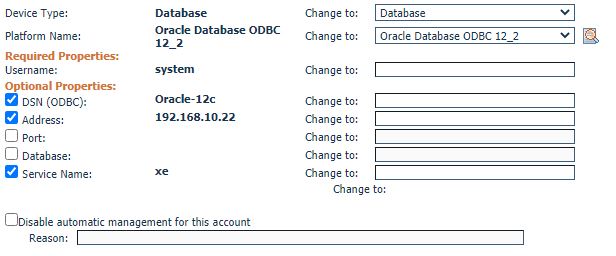 Device Type: Database Change to: Database
Platform Name: Oracle Database ODBC 12_2 Change to: Oracle Database ODBC 12_2
Required Properties:
Username: system Change to:
Optional Properties:
DSN (ODBC): Oracle-12c Change to:
Address: 192.168.10.22 Change to:
Port: Change to:
Database: Change to:
Service Name: xe Change to:
Change to:
Disable automatic management for this account
Reason: